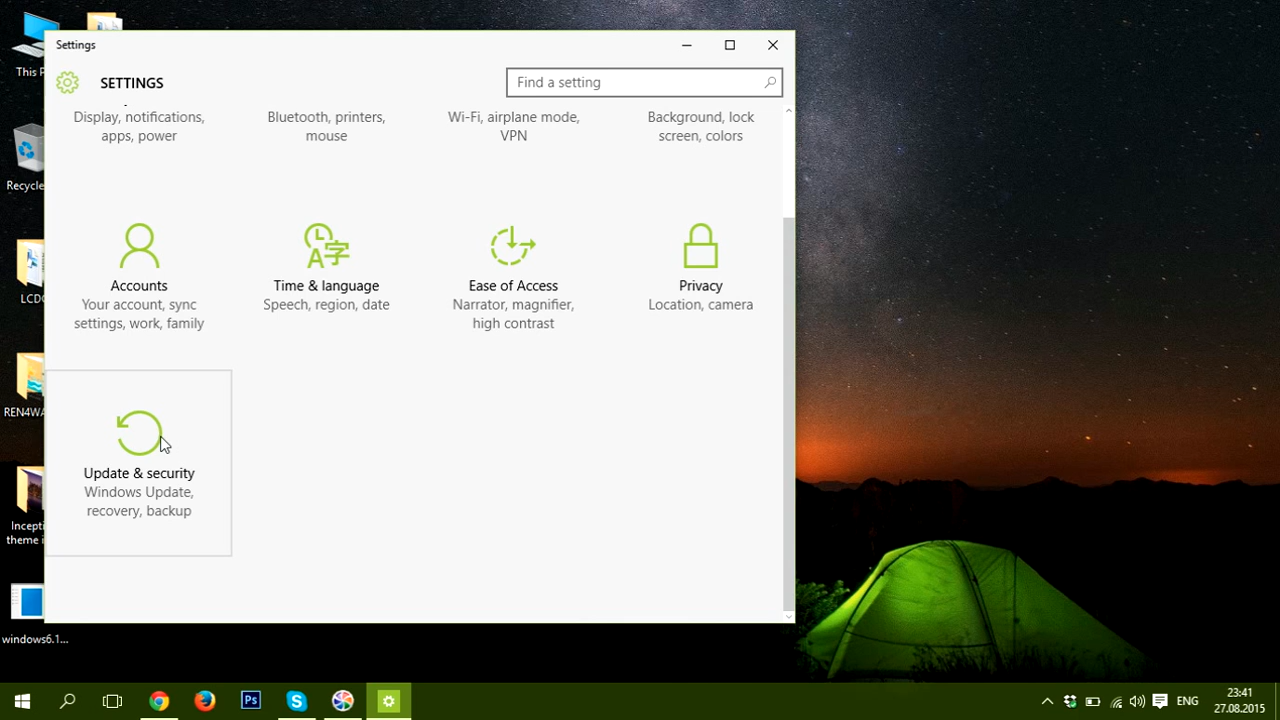 This P
Recycle
LCDC
REN4WA
Incepti
theme i
windows6.1...
Settings
SETTINGS
Find a setting
Display, notifications,
apps, power
Bluetooth, printers,
mouse
Wi-Fi, airplane mode,
VPN
Background, lock
screen, colors
Accounts
Your account, sync
settings, work, family
Time & language
Speech, region, date
Ease of Access
Narrator, magnifier,
high contrast
Privacy
Location, camera
Update & security
Windows Update,
recovery, backup
Ps
ENG
23:41
27.08.2015